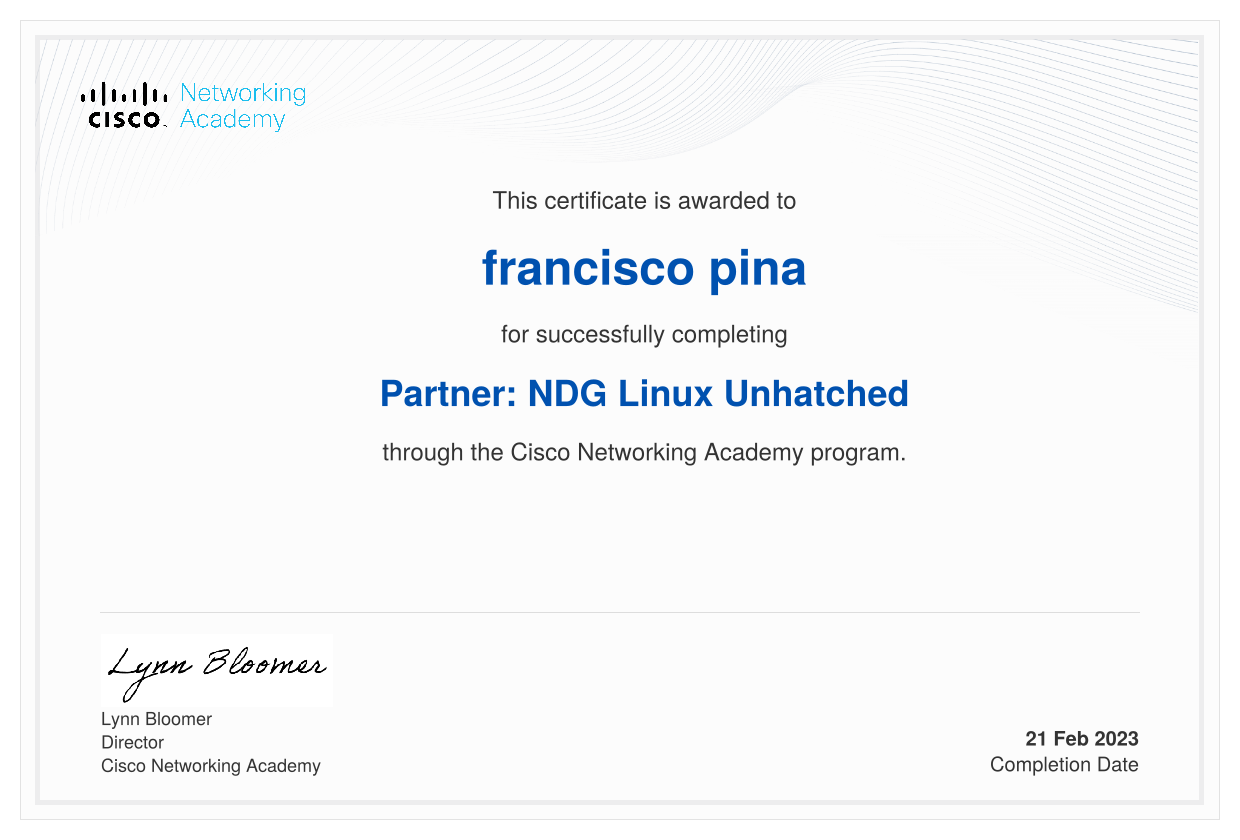 Networking
Academy
CISCO
This certificate is awarded to
francisco pina
for successfully completing
Partner: NDG Linux Unhatched
through the Cisco Networking Academy program.
Lynn Bloomer
Lynn Bloomer
Director
Cisco Networking Academy
21 Feb 2023
Completion Date